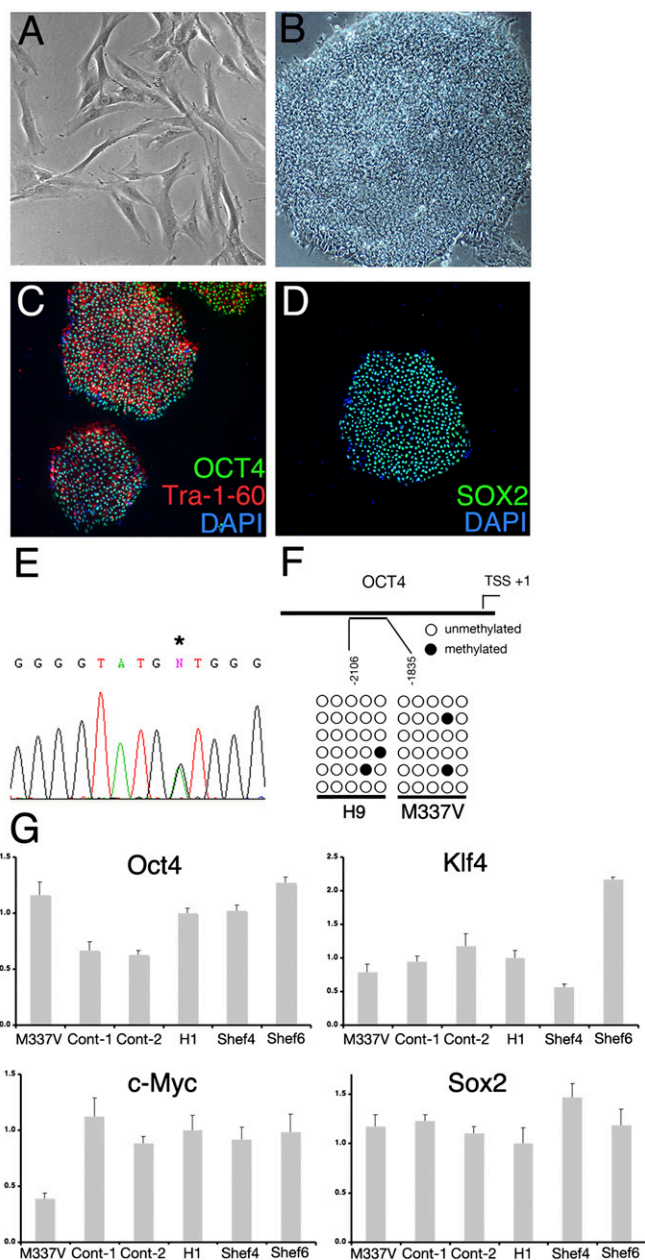 A
B
C
OCT4
Tra-1-60
DAPI
D
SOX2
DAPI
E
*
G G G G T A T G N T G G G
F
OCT4
TSS +1
unmethylated
methylated
-2106
-1835
H9
M337V
G
Oct4
1.5
1.0
0.5
0.0
M337V Cont-1 Cont-2 H1 Shef4 Shef6
Klf4
2.5
2.0
1.5
1.0
0.5
0.0
M337V Cont-1 Cont-2 H1 Shef4 Shef6
c-Myc
1.5
1.0
0.5
0.0
M337V Cont-1 Cont-2 H1 Shef4 Shef6
Sox2
1.5
1.0
0.5
0.0
M337V Cont-1 Cont-2 H1 Shef4 Shef6